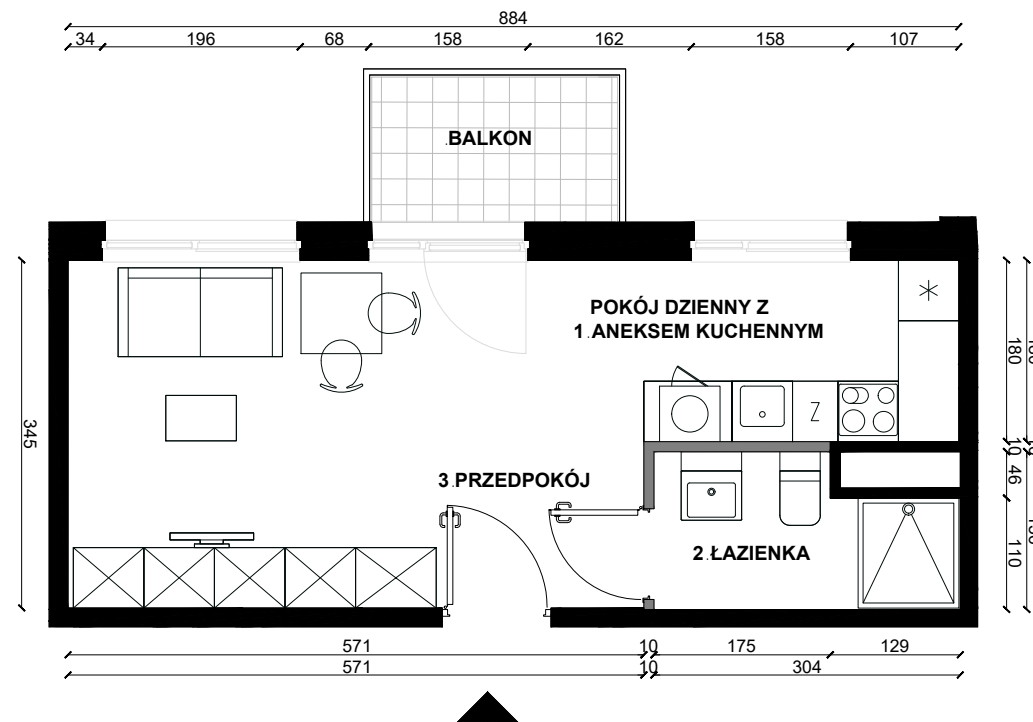 884
34 196 68 158 162 158 107
BALKON
POKÓJ DZIENNY Z
1.ANEKSEM KUCHENNYM
180
345
Z
10
46
3.PRZEDPOKÓJ
2.ŁAZIENKA
110
571 10 175 129
571 10 304